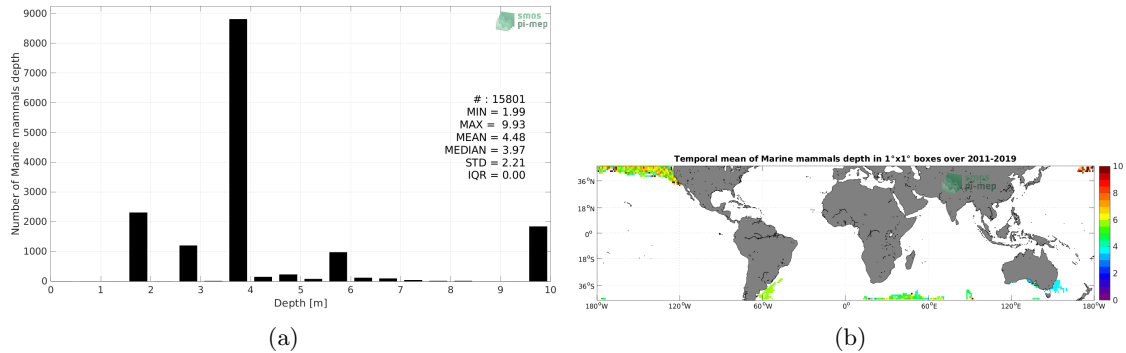 9000
8000
7000
6000
5000
4000
3000
2000
1000
0
Number of Marine mammals depth
smos
pi-mep
# : 15801
MIN = 1.99
MAX = 9.93
MEAN = 4.48
MEDIAN = 3.97
STD = 2.21
IQR = 0.00
0 1 2 3 4 5 6 7 8 9 10
Depth [m]
(a)
Temporal mean of Marine mammals depth in 1°x1° boxes over 2011-2019
smos
pi-mep
36°N
18°N
0°
18°S
36°S
180°W 120°W 60°W 0° 60°E 120°E 180°E
10
8
6
4
2
0
(b)